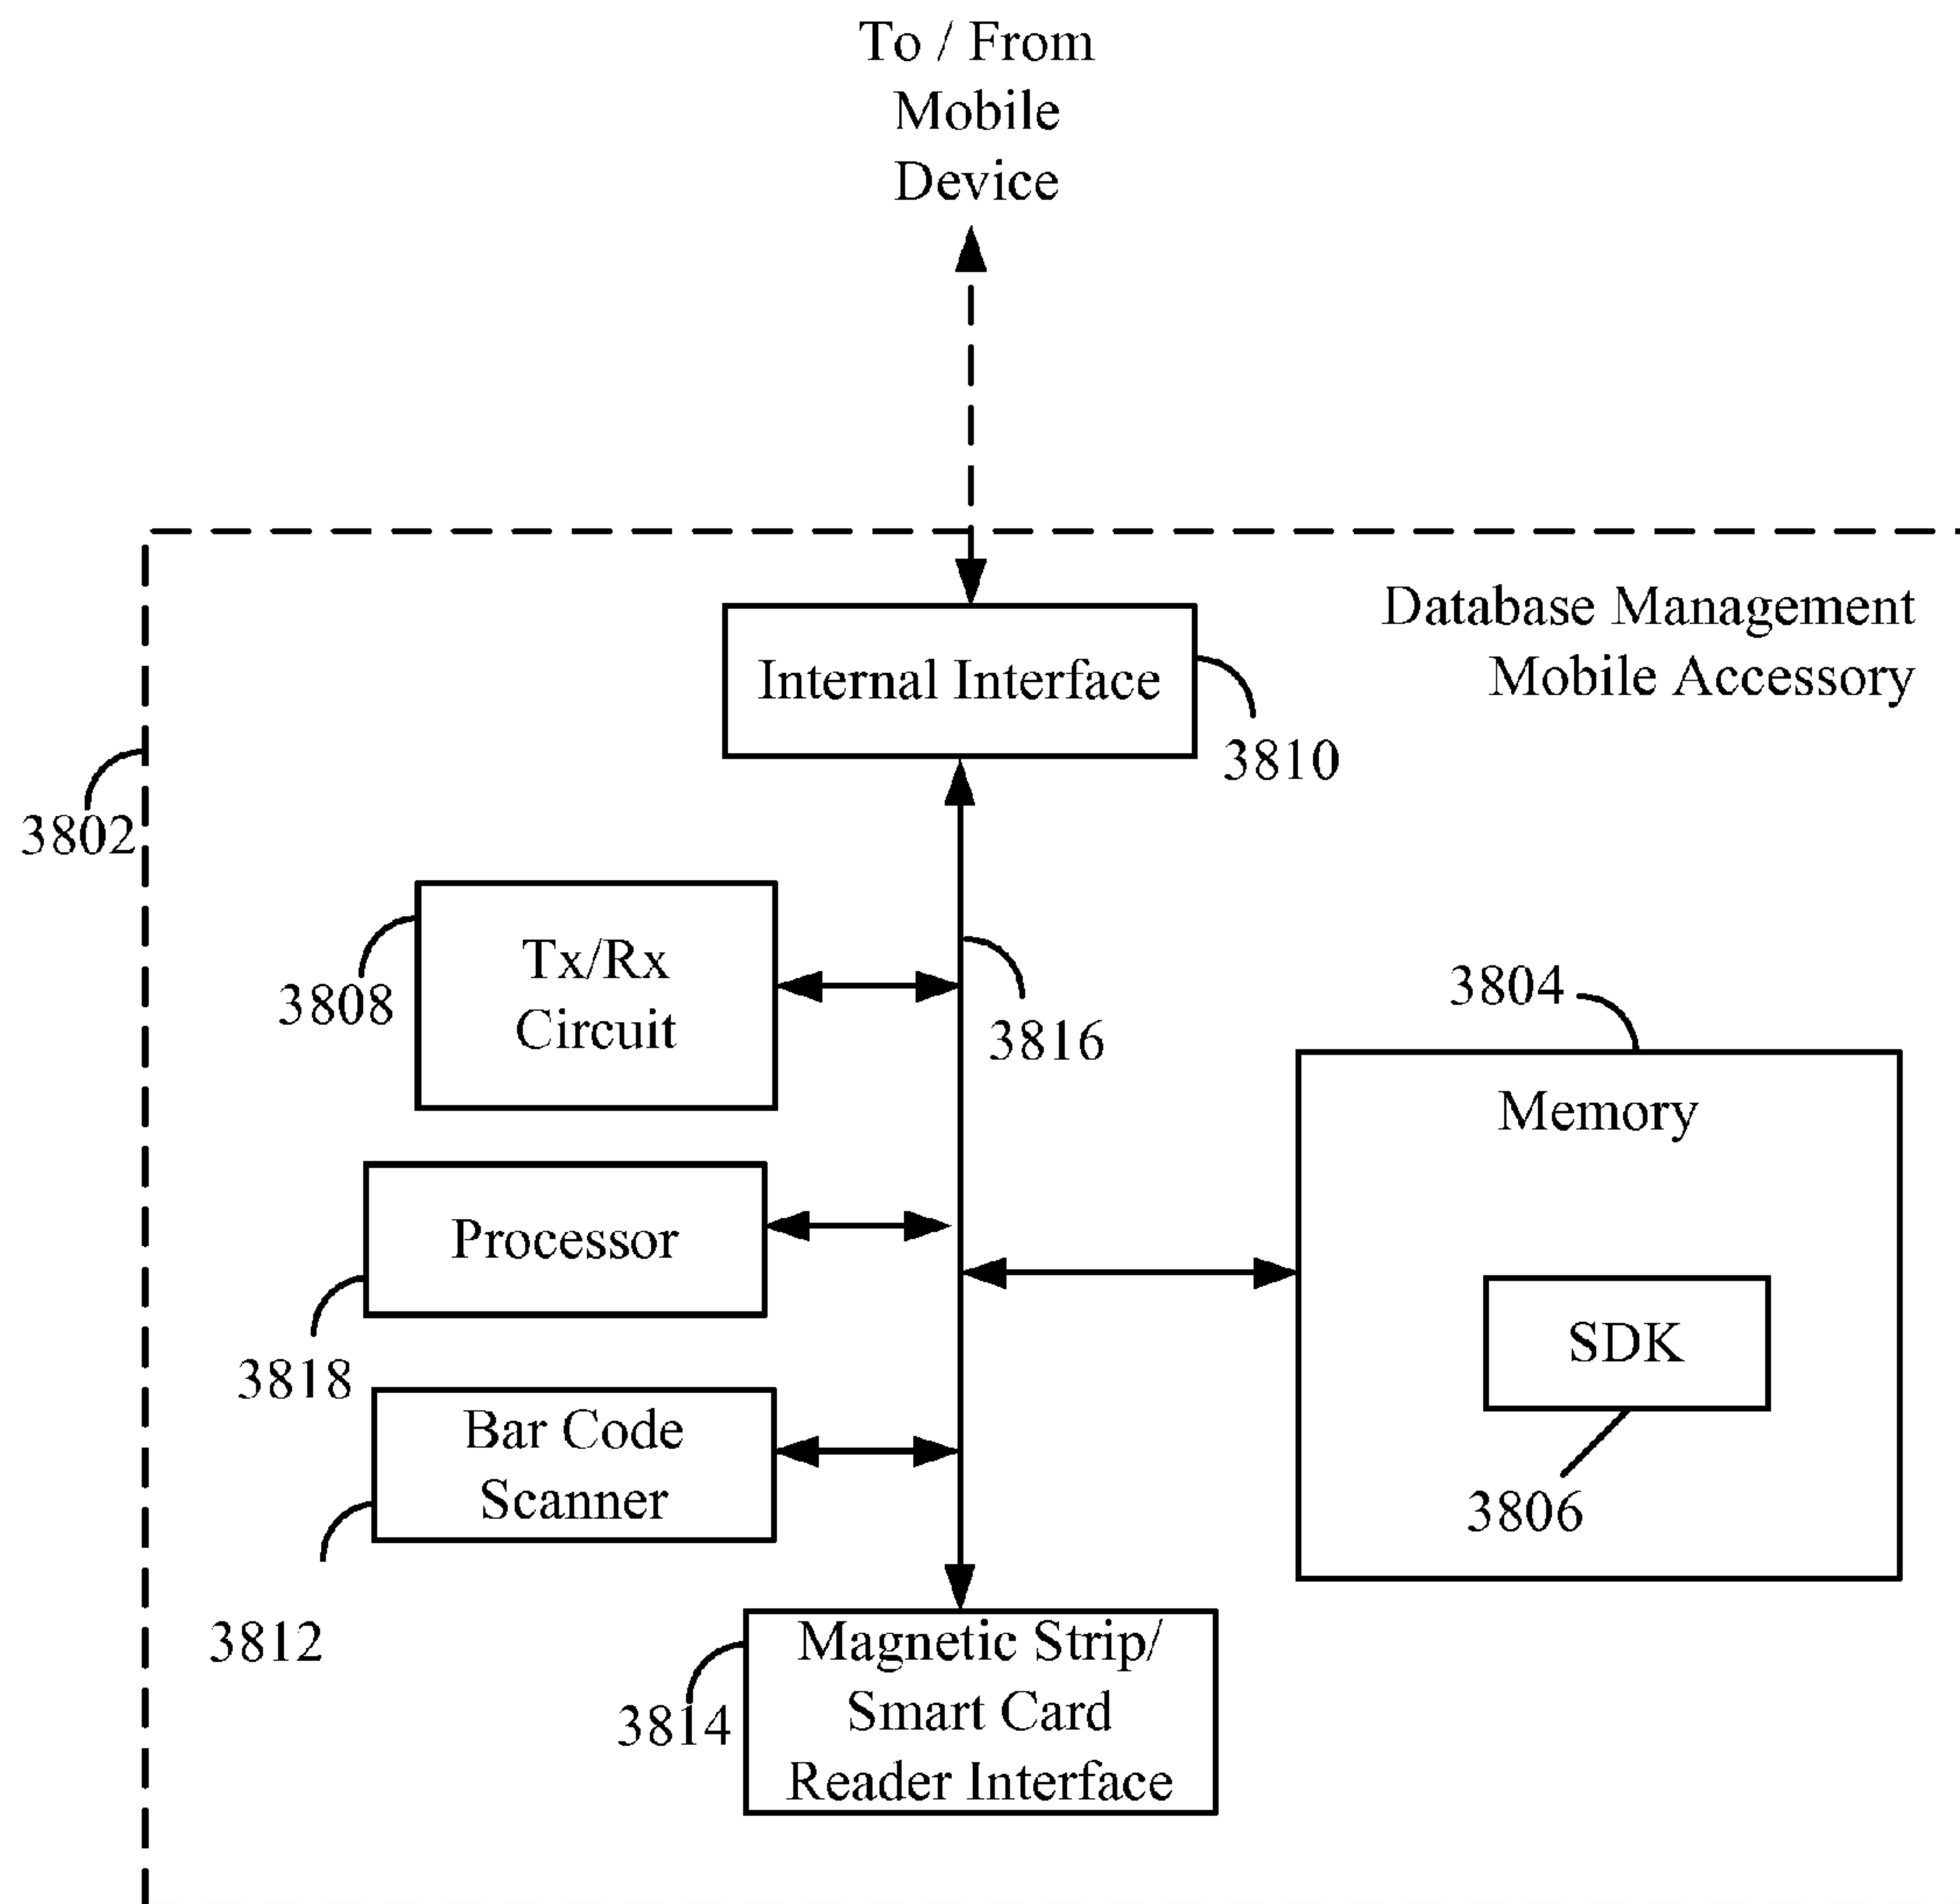 To / From
Mobile
Device
Database Management
Mobile Accessory
Internal Interface
3810
3802
Tx/Rx
Circuit
3808
3816
3804
Memory
Processor
3818
SDK
3806
Bar Code
Scanner
3812
Magnetic Strip/
Smart Card
Reader Interface
3814